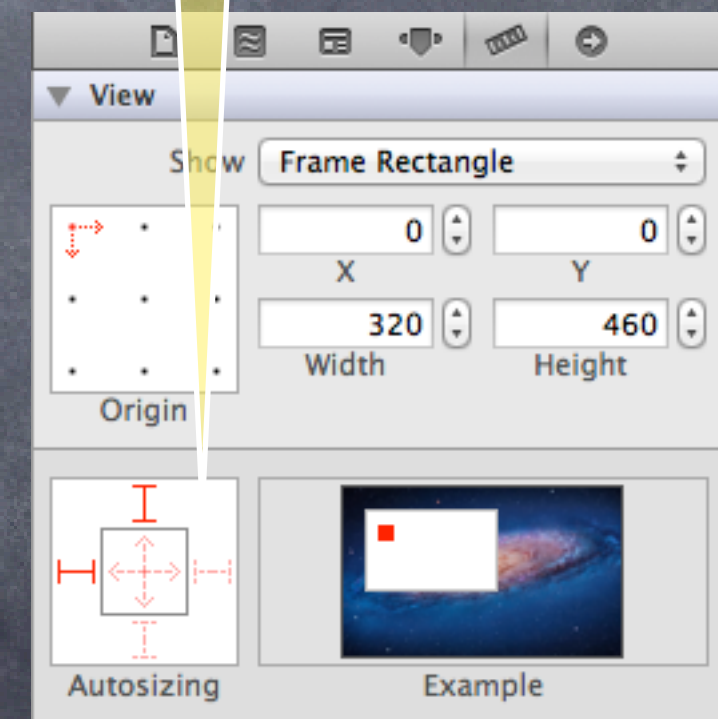 View
Show Frame Rectangle
0 0
X Y
320 460
Width Height
Origin
Autosizing Example